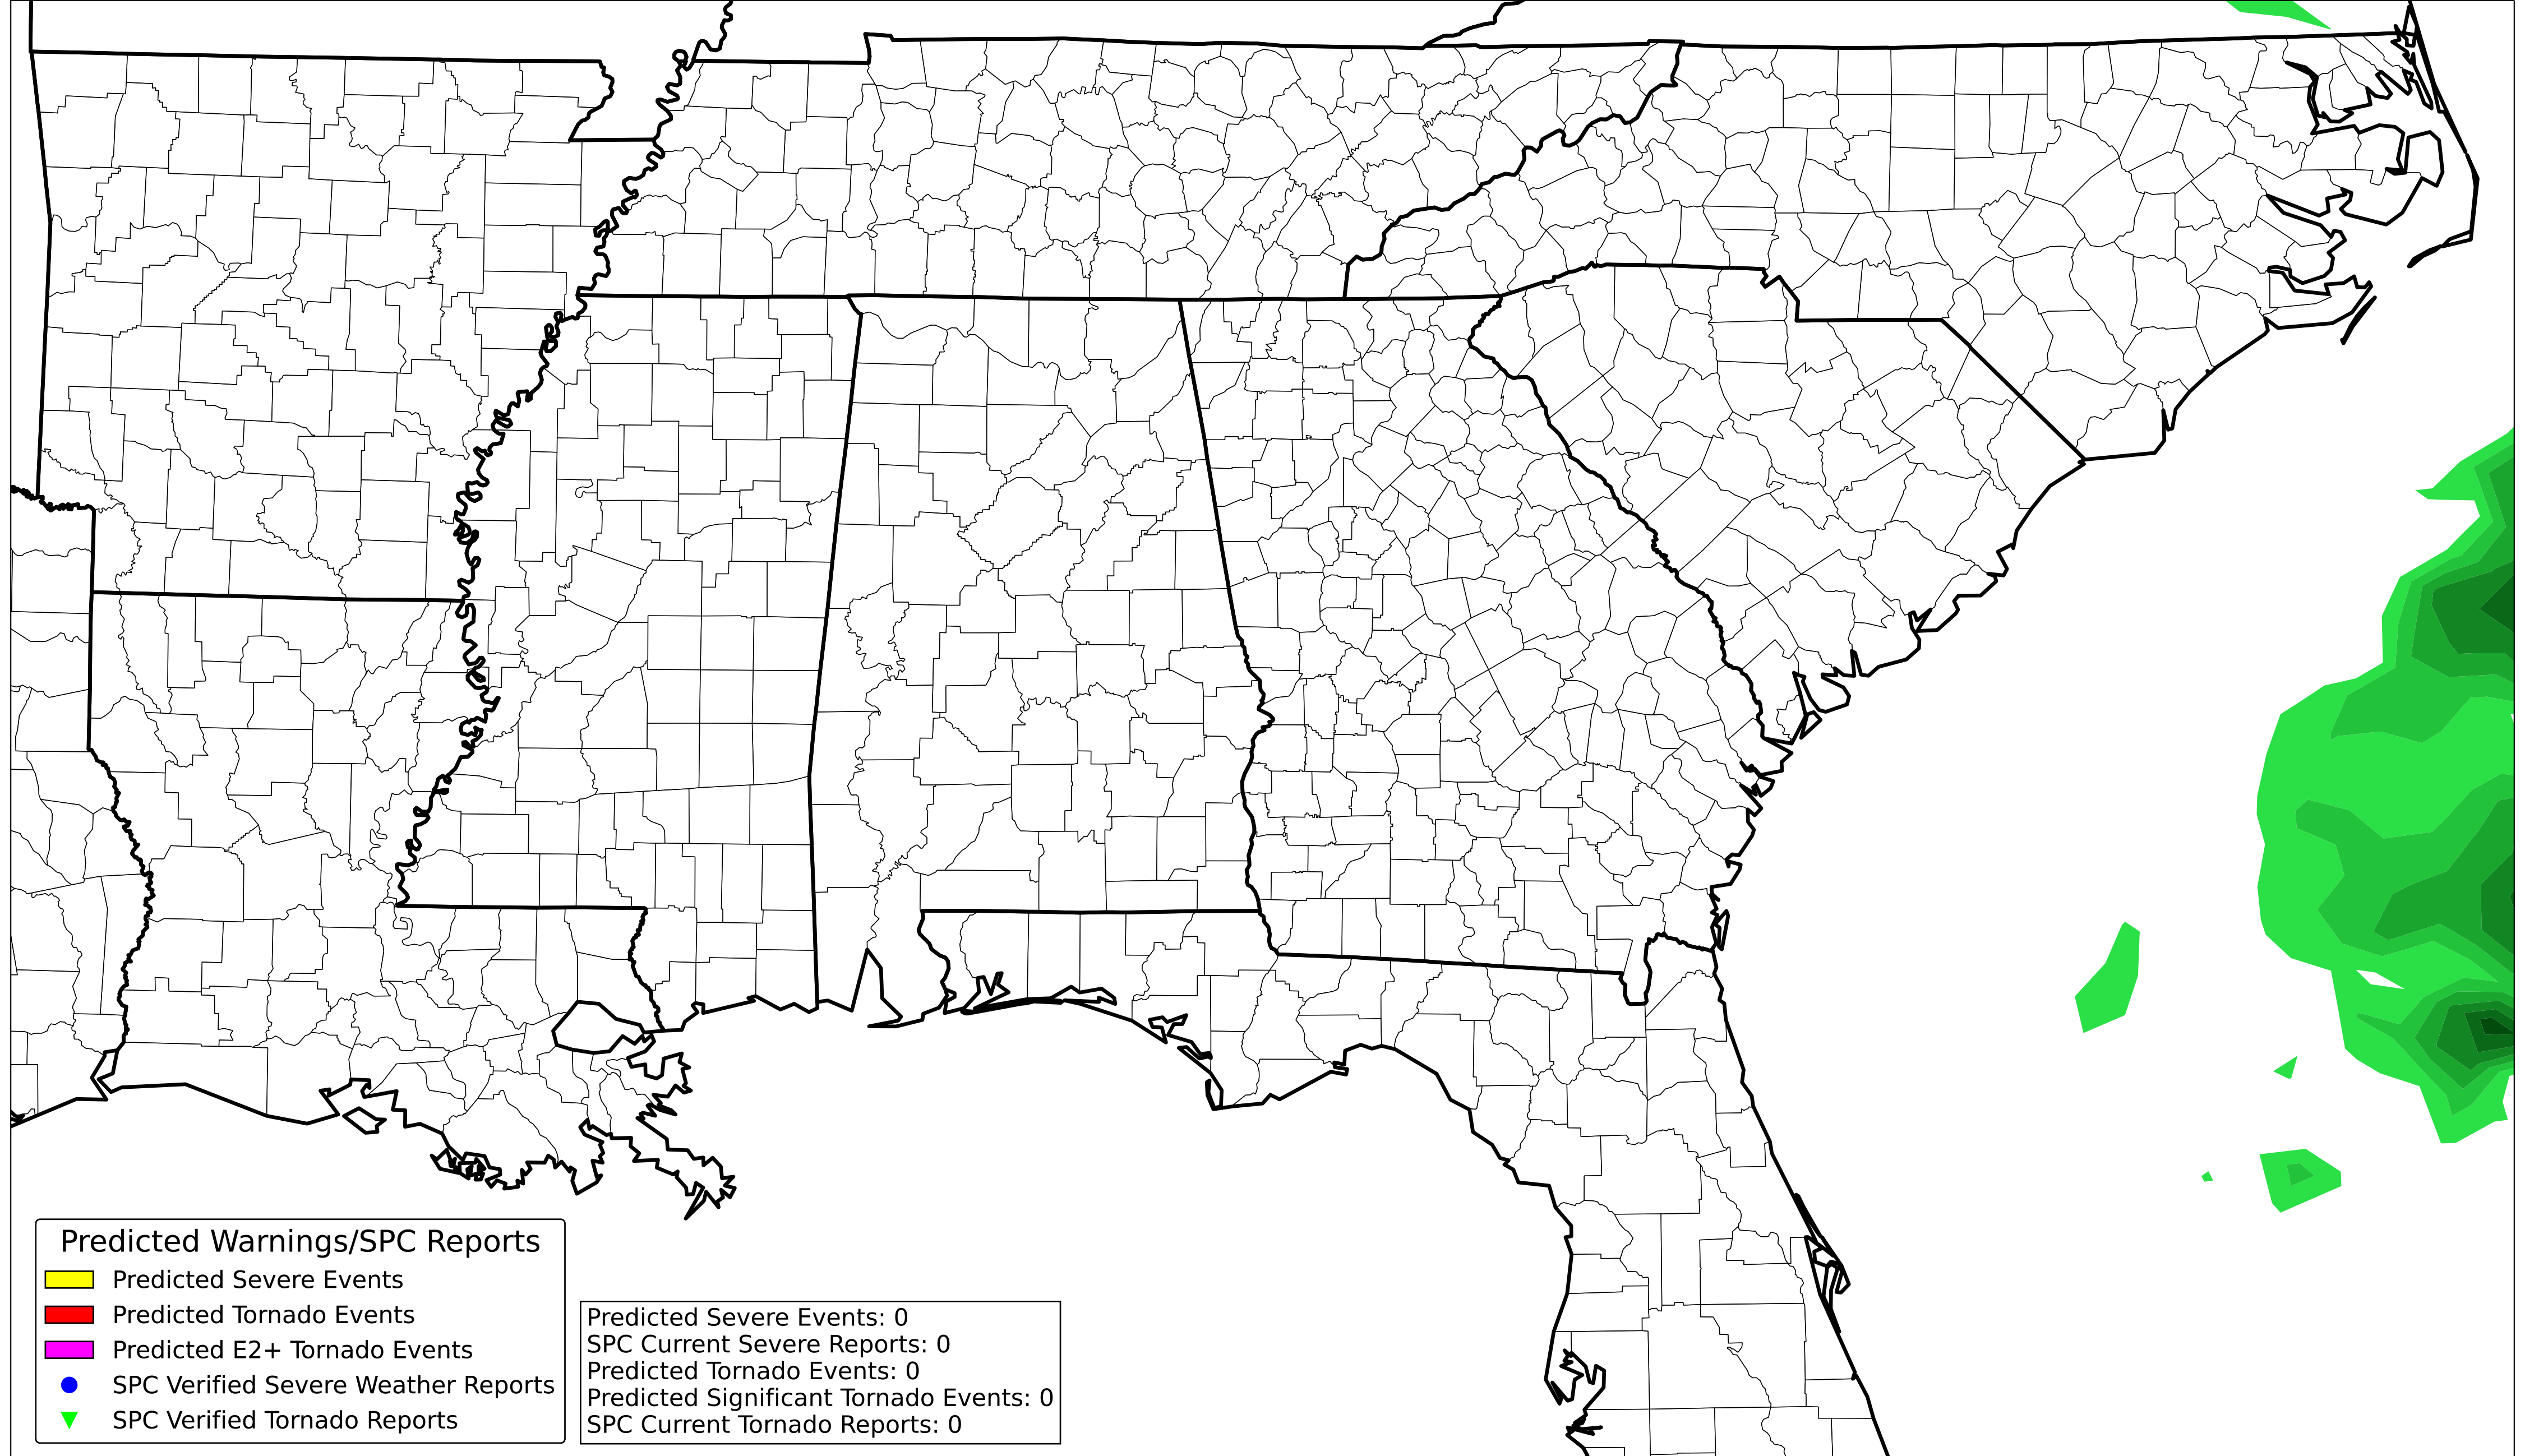 Predicted Warnings/SPC Reports
Predicted Severe Events
Predicted Tornado Events
Predicted E2+ Tornado Events
SPC Verified Severe Weather Reports
SPC Verified Tornado Reports
Predicted Severe Events: 0
SPC Current Severe Reports: 0
Predicted Tornado Events: 0
Predicted Significant Tornado Events: 0
SPC Current Tornado Reports: 0